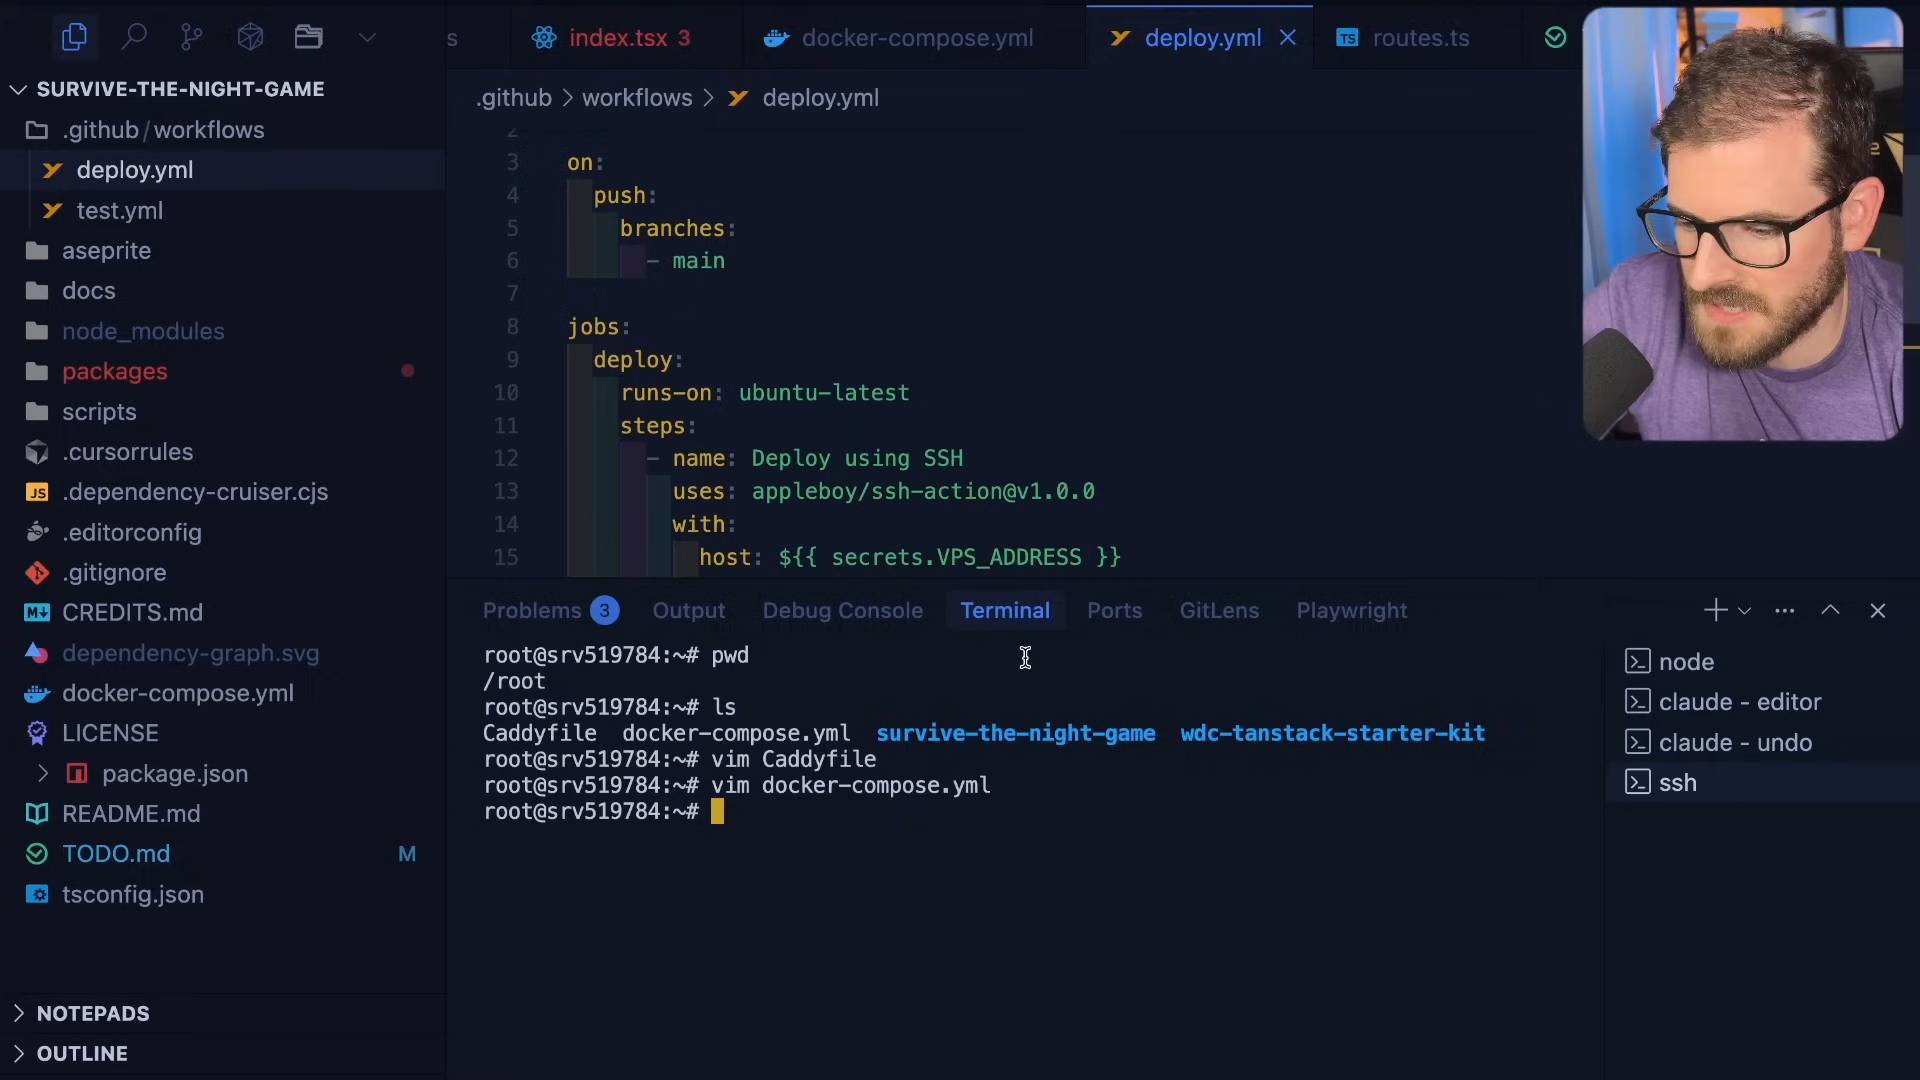 SURVIVE-THE-NIGHT-GAME
.github/workflows
deploy.yml
test.yml
aseprite
docs
node_modules
packages
scripts
.cursorrules
JS .dependency-cruiser.cjs
.editorconfig
.gitignore
M↓ CREDITS.md
dependency-graph.svg
docker-compose.yml
LICENSE
package.json
README.md
TODO.md M
tsconfig.json
NOTEPADS
OUTLINE
s index.tsx 3 docker-compose.yml deploy.yml TS routes.ts
.github > workflows > deploy.yml
2
3 on:
4 push:
5 branches:
6 - main
7
8 jobs:
9 deploy:
10 runs-on: ubuntu-latest
11 steps:
12 - name: Deploy using SSH
13 uses: appleboy/ssh-action@v1.0.0
14 with:
15 host: ${{ secrets.VPS_ADDRESS }}
Problems 3 Output Debug Console Terminal Ports GitLens Playwright
root@srv519784:~# pwd
/root
root@srv519784:~# ls
Caddyfile docker-compose.yml survive-the-night-game wdc-tanstack-starter-kit
root@srv519784:~# vim Caddyfile
root@srv519784:~# vim docker-compose.yml
root@srv519784:~#
node
claude - editor
claude - undo
ssh